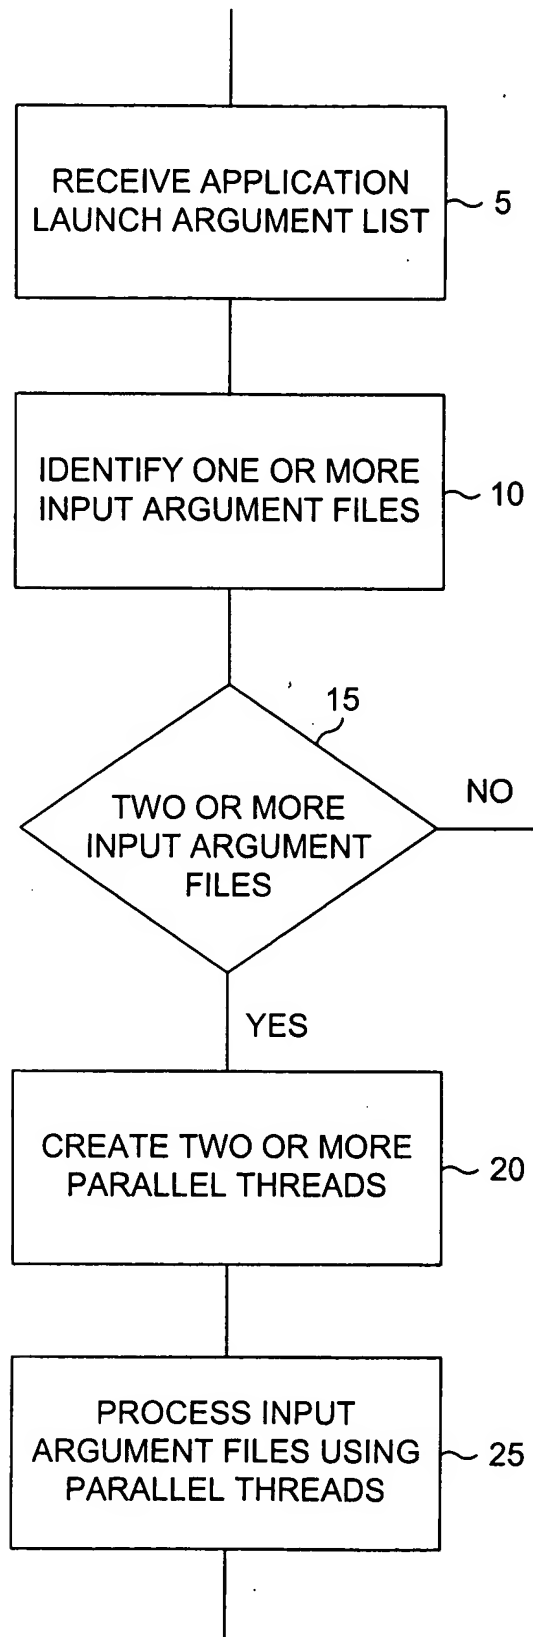 RECEIVE APPLICATION
LAUNCH ARGUMENT LIST
5
IDENTIFY ONE OR MORE
INPUT ARGUMENT FILES
10
15
TWO OR MORE
INPUT ARGUMENT
FILES
NO
YES
CREATE TWO OR MORE
PARALLEL THREADS
20
PROCESS INPUT
ARGUMENT FILES USING
PARALLEL THREADS
25